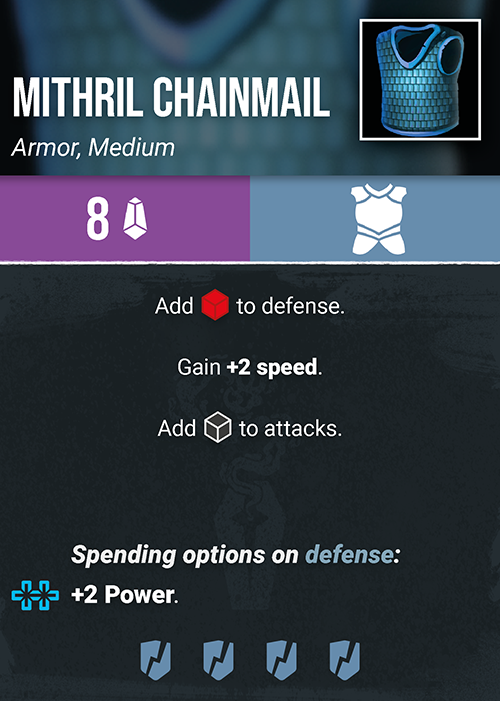 MITHRIL CHAINMAIL
Armor, Medium
8
Add to defense.
Gain +2 speed.
Add to attacks.
Spending options on defense:
+2 Power.